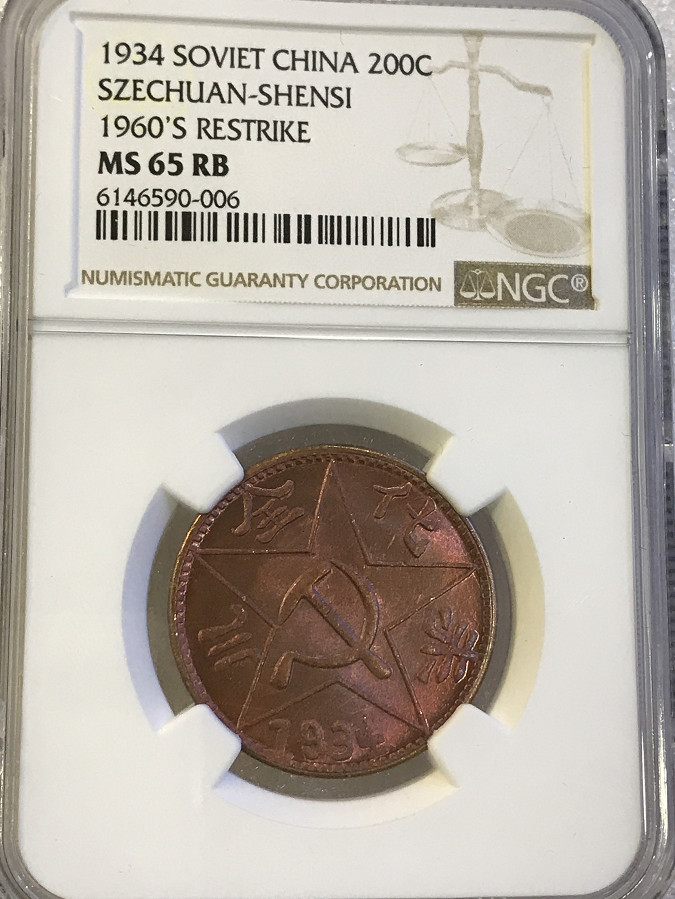 1934 SOVIET CHINA 200C
SZECHUAN-SHENSI
1960'S RESTRIKE
MS 65 RB
6146590-006
NUMISMATIC GUARANTY CORPORATION
NGC®
1934